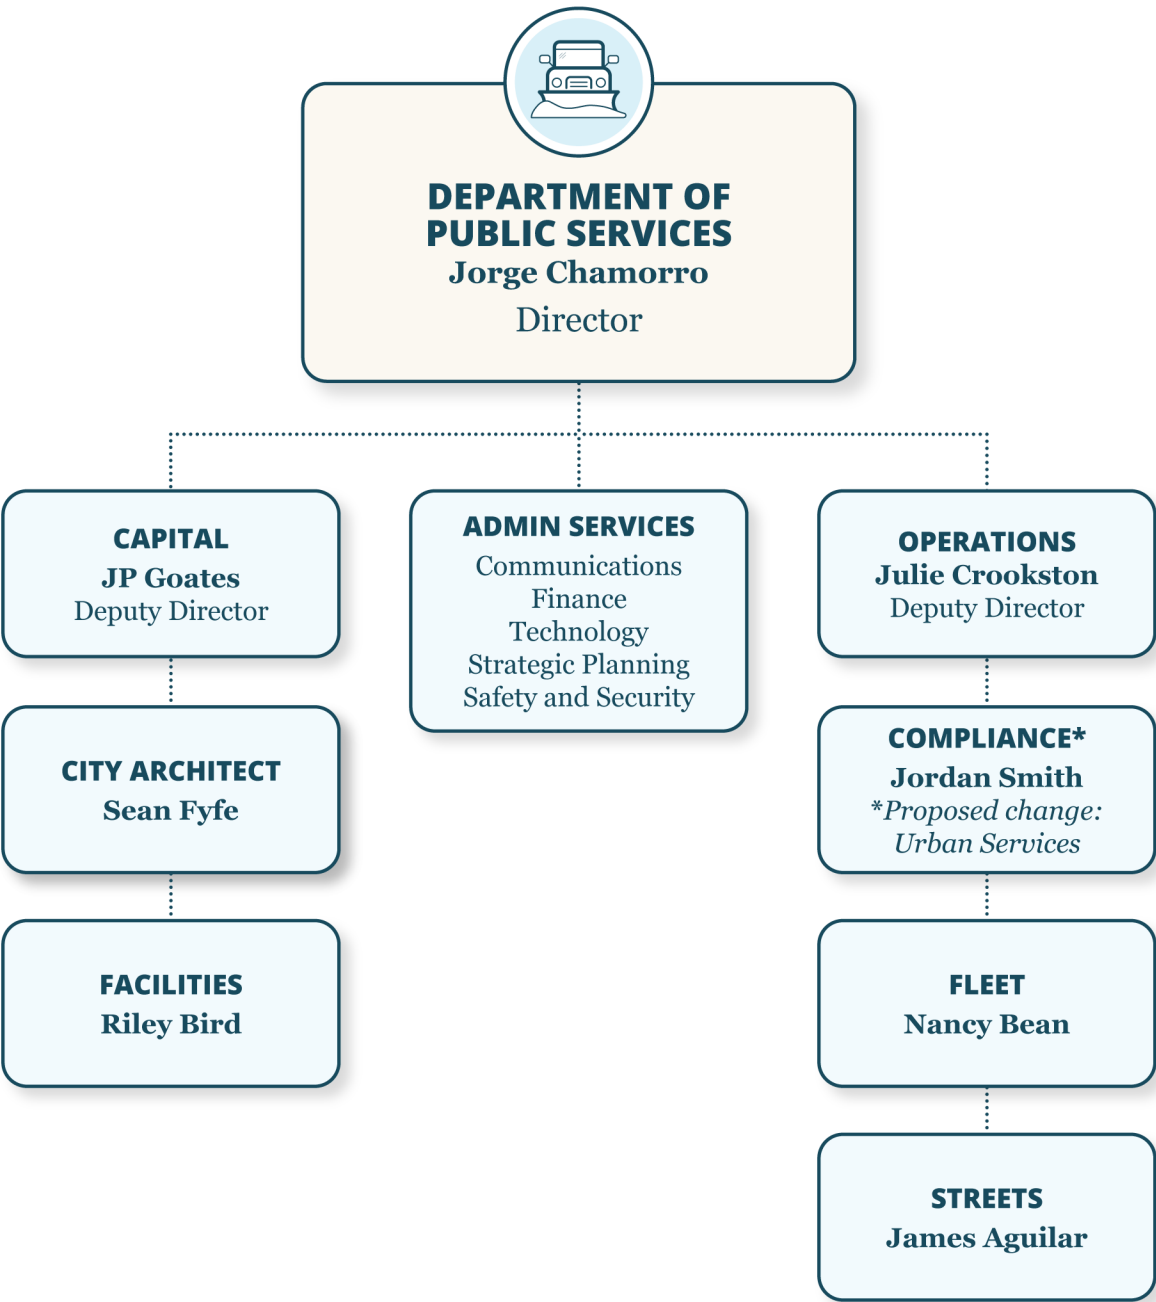 DEPARTMENT OF
PUBLIC SERVICES
Jorge Chamorro
Director
CAPITAL
JP Goates
Deputy Director
ADMIN SERVICES
Communications
Finance
Technology
Strategic Planning
Safety and Security
OPERATIONS
Julie Crookston
Deputy Director
CITY ARCHITECT
Sean Fyfe
COMPLIANCE*
Jordan Smith
*Proposed change:
Urban Services
FACILITIES
Riley Bird
FLEET
Nancy Bean
STREETS
James Aguilar